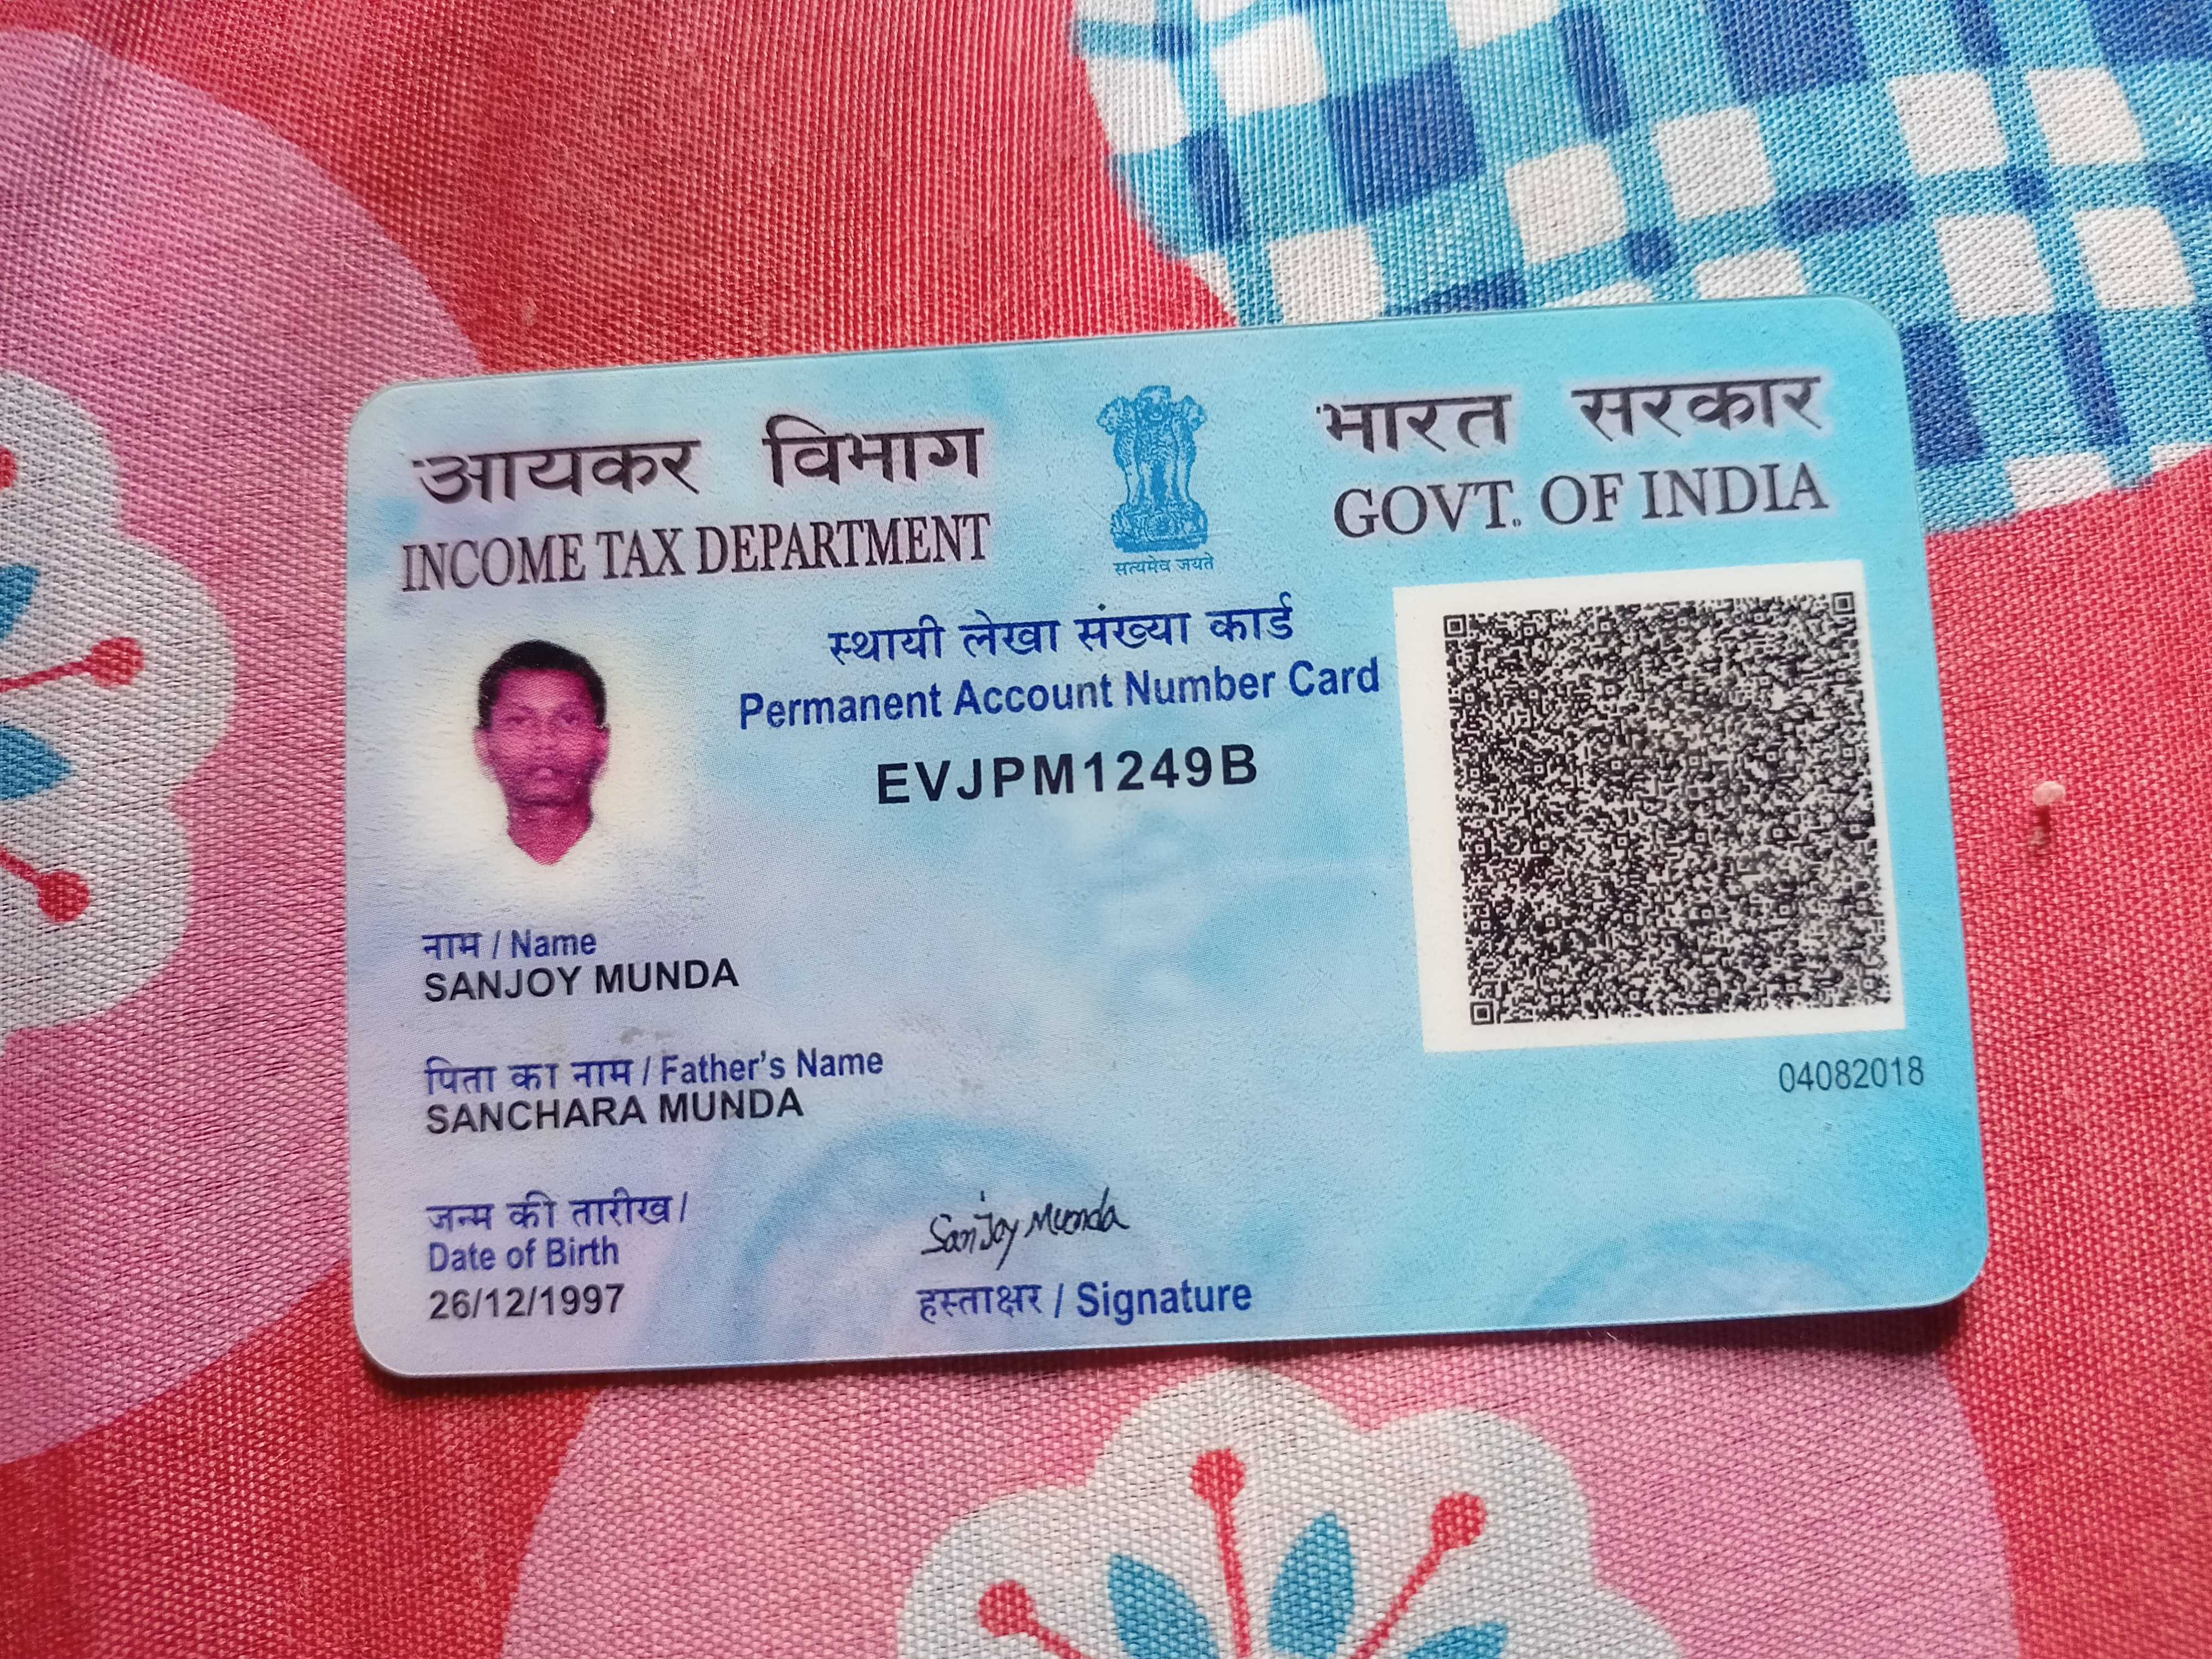 आयकर विभाग
INCOME TAX DEPARTMENT
सत्यमेव जयते
भारत सरकार
GOVT. OF INDIA
स्थायी लेखा संख्या कार्ड
Permanent Account Number Card
EVJPM1249B
नाम / Name
SANJOY MUNDA
पिता का नाम / Father's Name
SANCHARA MUNDA
04082018
जन्म की तारीख /
Date of Birth
26/12/1997
Sanjoy Munda
हस्ताक्षर / Signature